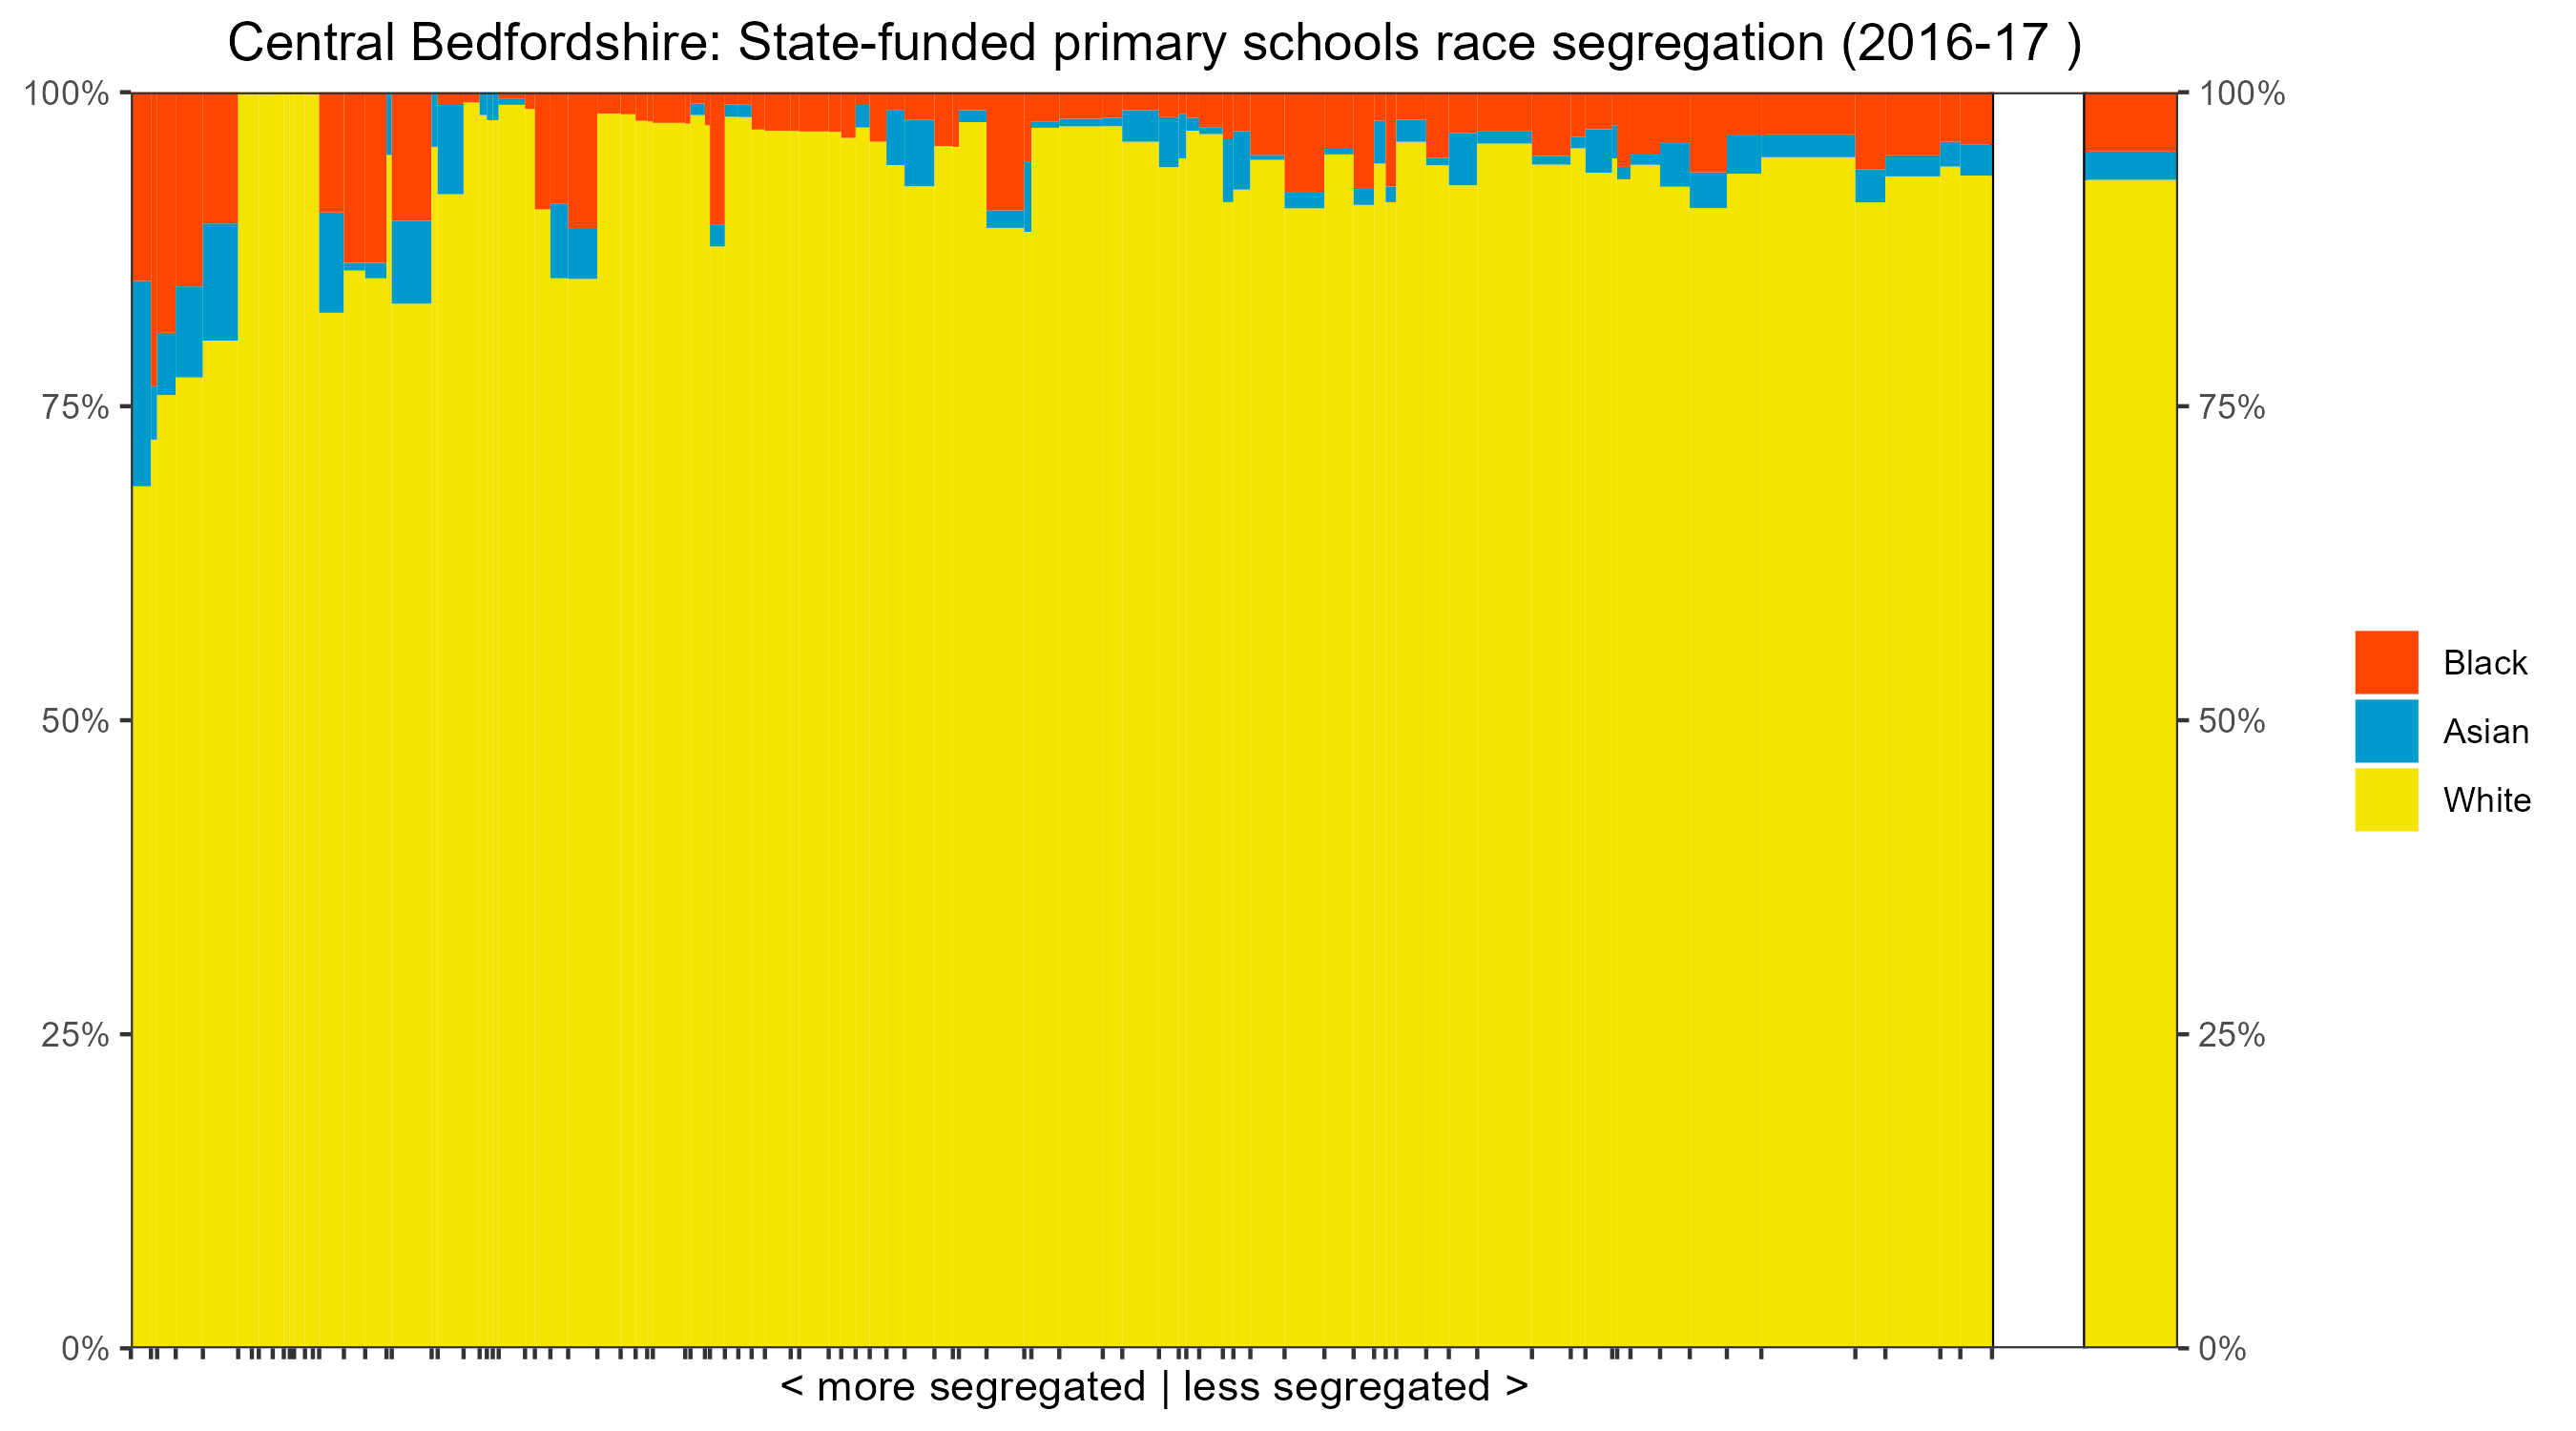 Central Bedfordshire: State-funded primary schools race segregation (2016-17 )
100%
75%
50%
25%
0%
100%
75%
50%
25%
0%
Black
Asian
White
< more segregated | less segregated >